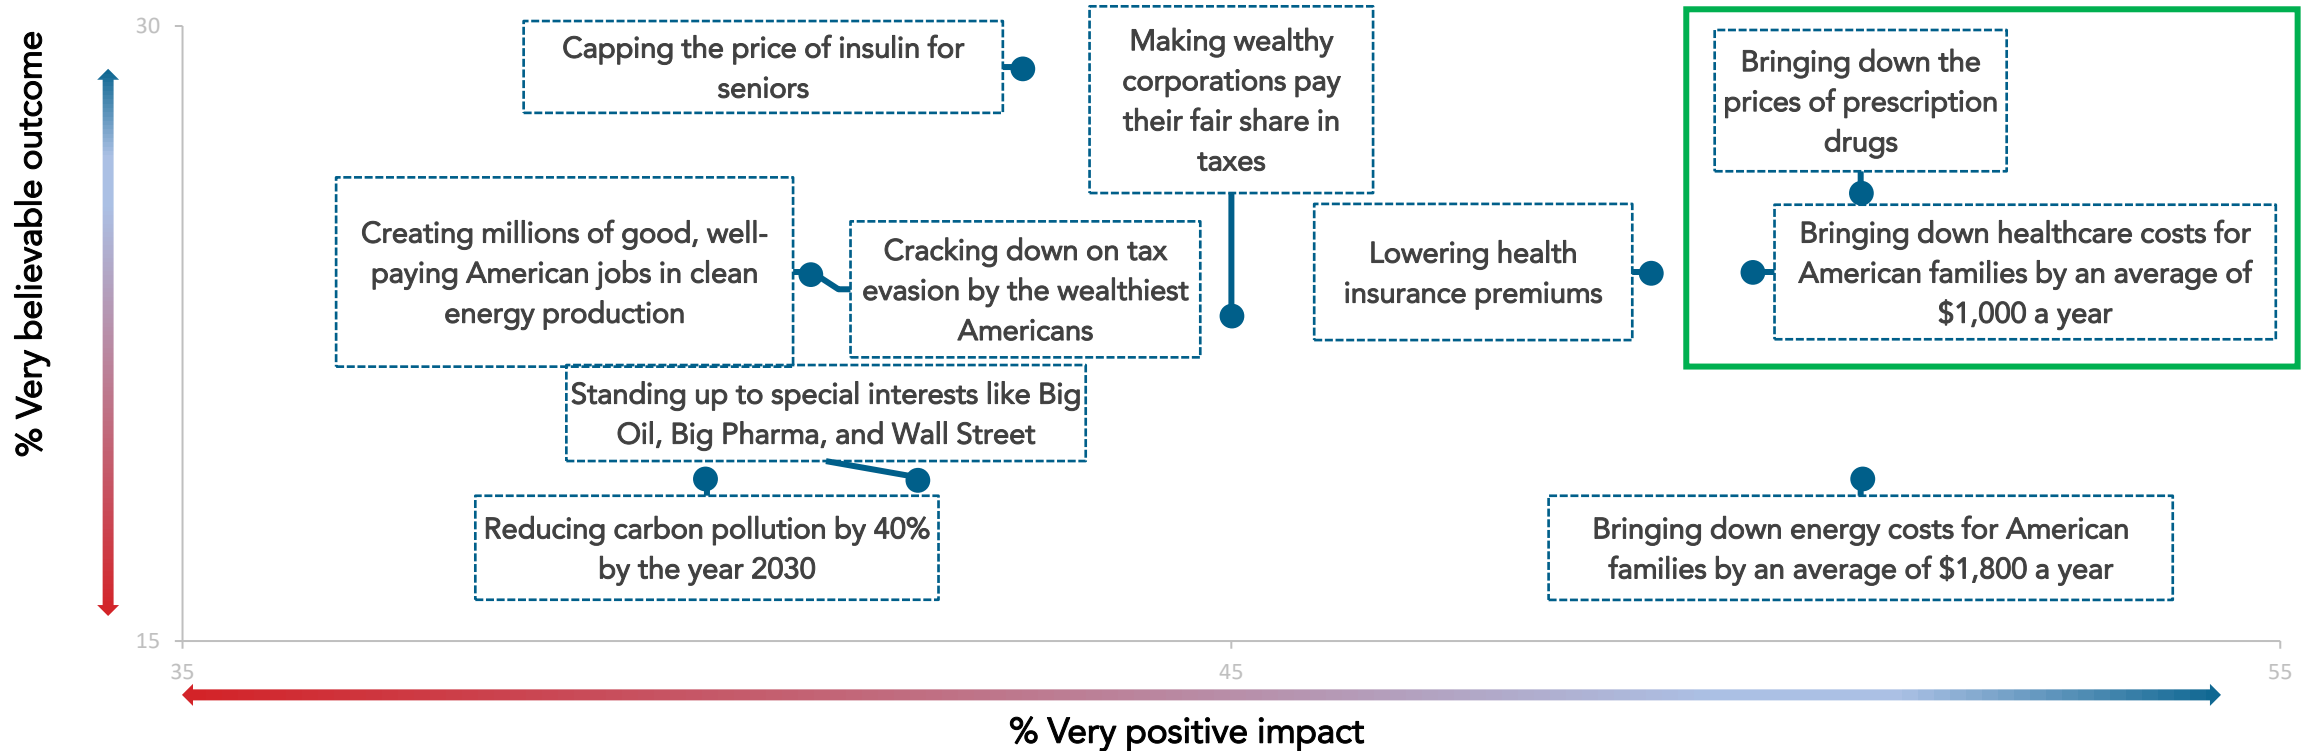 30
% Very believable outcome
Capping the price of insulin for
seniors
Making wealthy
corporations pay
their fair share in
taxes
Bringing down the
prices of prescription
drugs
Creating millions of good, well-
paying American jobs in clean
energy production
Cracking down on tax
evasion by the wealthiest
Americans
Lowering health
insurance premiums
Bringing down healthcare costs for
American families by an average of
$1,000 a year
Standing up to special interests like Big
Oil, Big Pharma, and Wall Street
Reducing carbon pollution by 40%
by the year 2030
Bringing down energy costs for American
families by an average of $1,800 a year
15
35
45
55
% Very positive impact